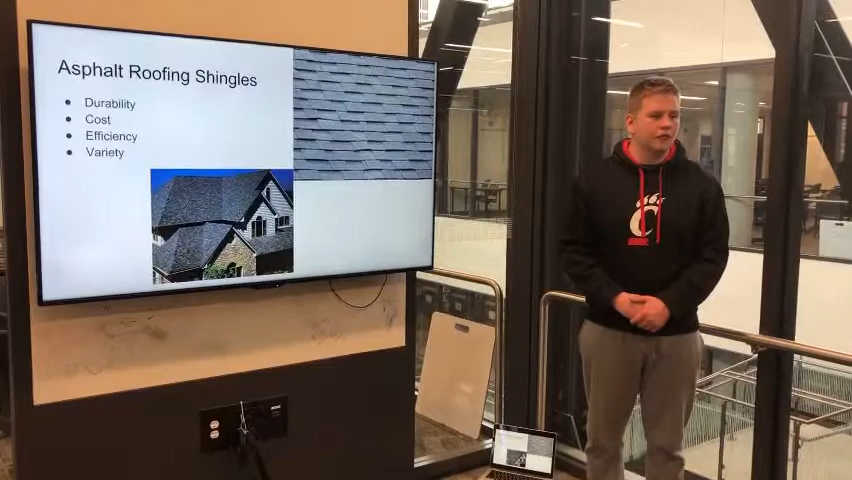 Asphalt Roofing Shingles
● Durability
● Cost
● Efficiency
● Variety
C